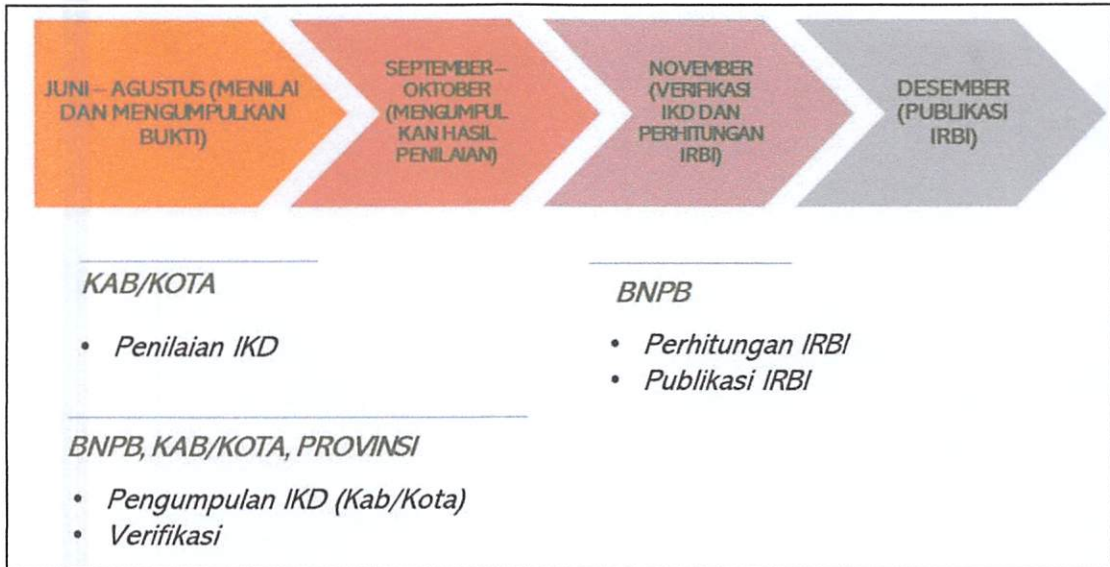 JUNI – AGUSTUS (MENILAI
DAN MENGUMPULKAN
BUKTI)
SEPTEMBER –
OKTOBER
(MENGUMPUL
KAN HASIL
PENILAIAN)
NOVEMBER
(VERIFIKASI
IKD DAN
PERHITUNGAN
IRBI)
DESEMBER
(PUBLIKASI
IRBI)
KAB/KOTA
• Penilaian IKD
BNPB, KAB/KOTA, PROVINSI
• Pengumpulan IKD (Kab/Kota)
• Verifikasi
BNPB
• Perhitungan IRBI
• Publikasi IRBI